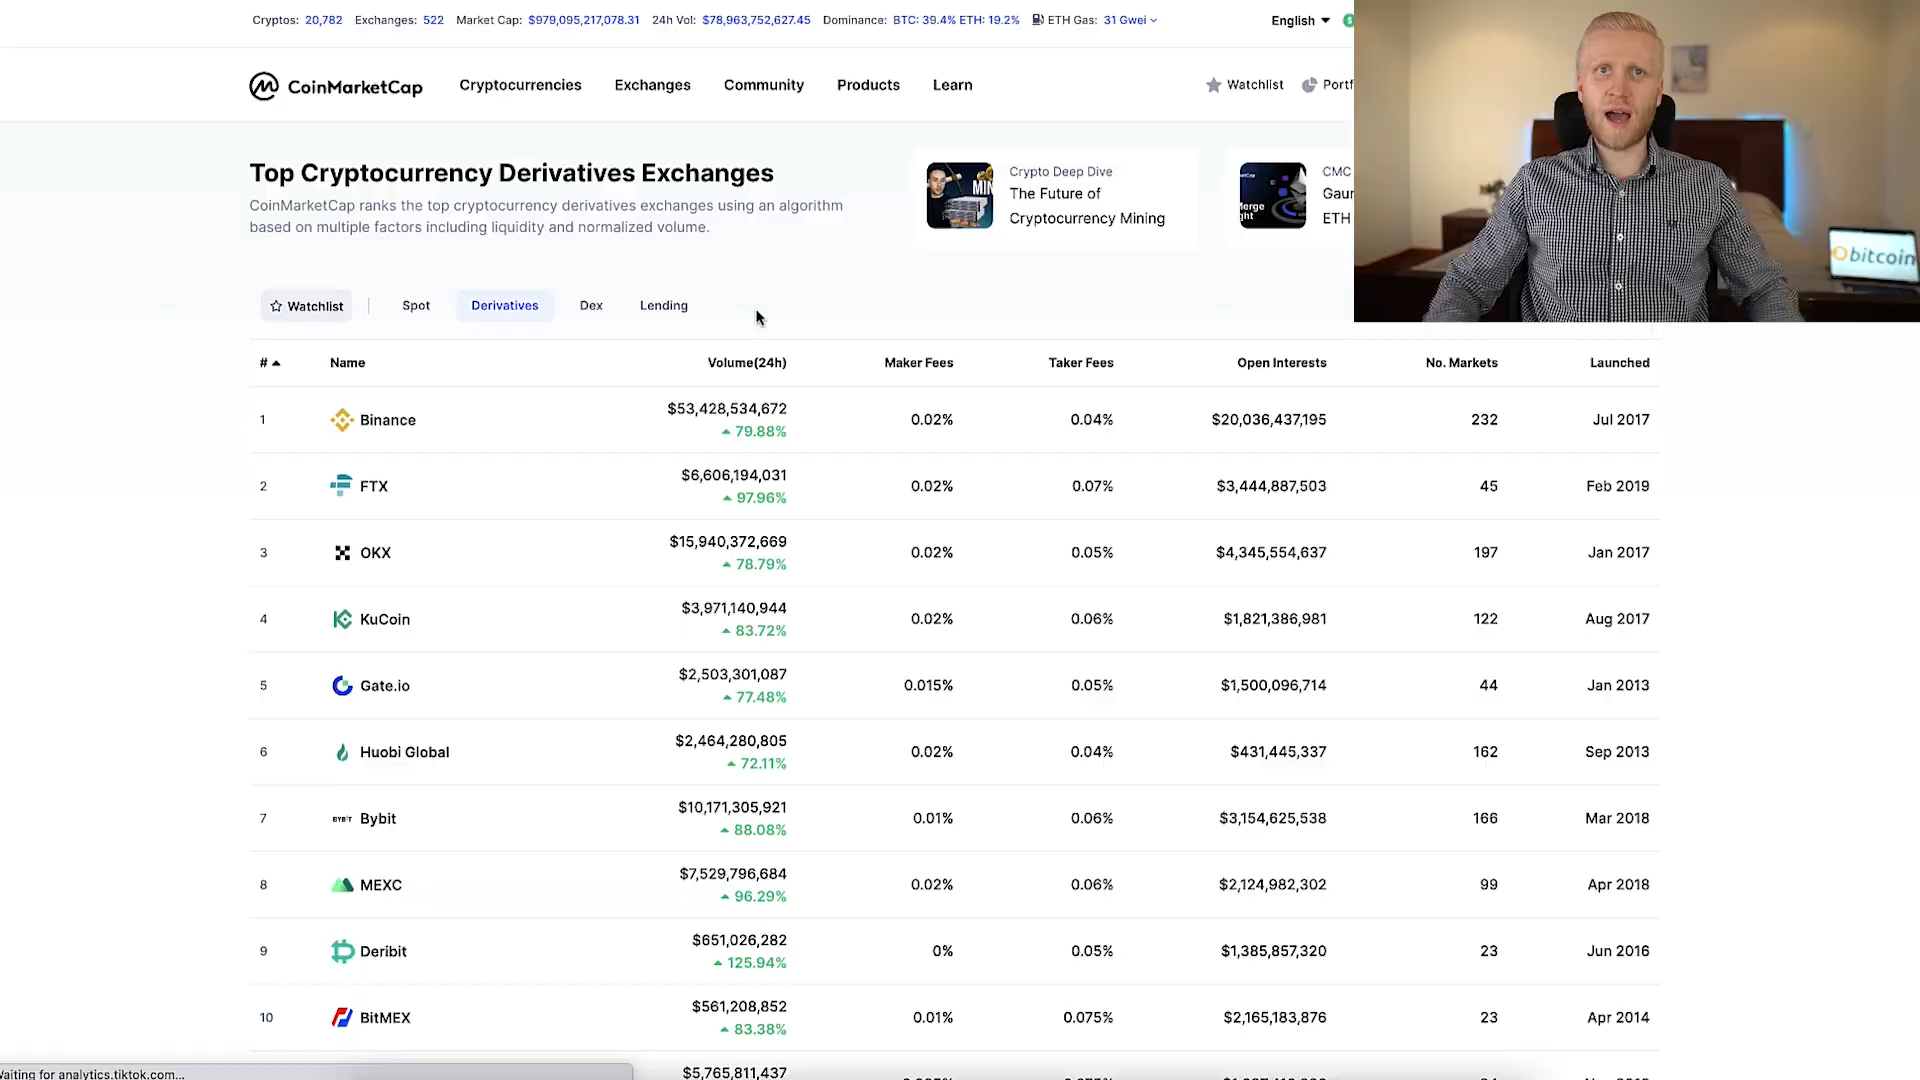 Cryptos: 20,782 Exchanges: 522 Market Cap: $979,095,217,078.31 24h Vol: $78,963,752,627.45 Dominance: BTC: 39.4% ETH: 19.2% ETH Gas: 31 Gwei English
CoinMarketCap Cryptocurrencies Exchanges Community Products Learn Watchlist Portf
Top Cryptocurrency Derivatives Exchanges
CoinMarketCap ranks the top cryptocurrency derivatives exchanges using an algorithm
based on multiple factors including liquidity and normalized volume.
MIN
Crypto Deep Dive
The Future of
Cryptocurrency Mining
Merge
ght
CMC
Gaur
ETH
bitcoin
Watchlist Spot Derivatives Dex Lending
# Name Volume(24h) Maker Fees Taker Fees Open Interests No. Markets Launched
1 Binance $53,428,534,672 0.02% 0.04% $20,036,437,195 232 Jul 2017
79.88%
2 FTX $6,606,194,031 0.02% 0.07% $3,444,887,503 45 Feb 2019
97.96%
3 OKX $15,940,372,669 0.02% 0.05% $4,345,554,637 197 Jan 2017
78.79%
4 KuCoin $3,971,140,944 0.02% 0.06% $1,821,386,981 122 Aug 2017
83.72%
5 Gate.io $2,503,301,087 0.015% 0.05% $1,500,096,714 44 Jan 2013
77.48%
6 Huobi Global $2,464,280,805 0.02% 0.04% $431,445,337 162 Sep 2013
72.11%
7 BYBIT Bybit $10,171,305,921 0.01% 0.06% $3,154,625,538 166 Mar 2018
88.08%
8 MEXC $7,529,796,684 0.02% 0.06% $2,124,982,302 99 Apr 2018
96.29%
9 Deribit $651,026,282 0% 0.05% $1,385,857,320 23 Jun 2016
125.94%
10 BitMEX $561,208,852 0.01% 0.075% $2,165,183,876 23 Apr 2014
83.38%
$5,765,811,437
Waiting for analytics.tiktok.com...